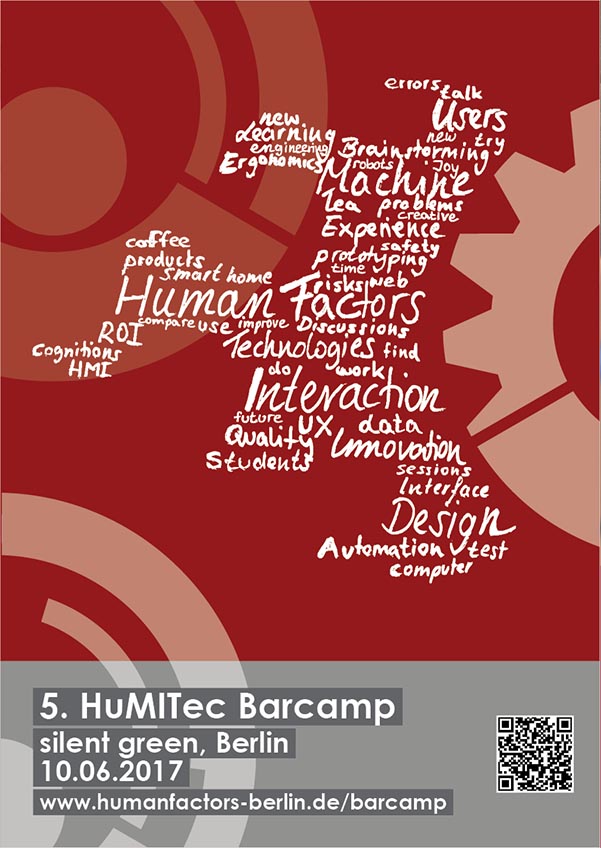 errors talk
Users
new
Learning
engineering
Ergonomics
new try
Brainstorming
robots Joy
Machine
Tea problems
creative
Experience
safety
prototyping
time
risks web
coffee
products
smart home
Human Factors
compare use improve Discussions
ROI
Cognitions
HMI
Technologies find
do work
Interaction
future UX data
Quality Innovation
Students
sessions
Interface
Design
Automation test
computer
5. HuMITec Barcamp
silent green, Berlin
10.06.2017
www.humanfactors-berlin.de/barcamp